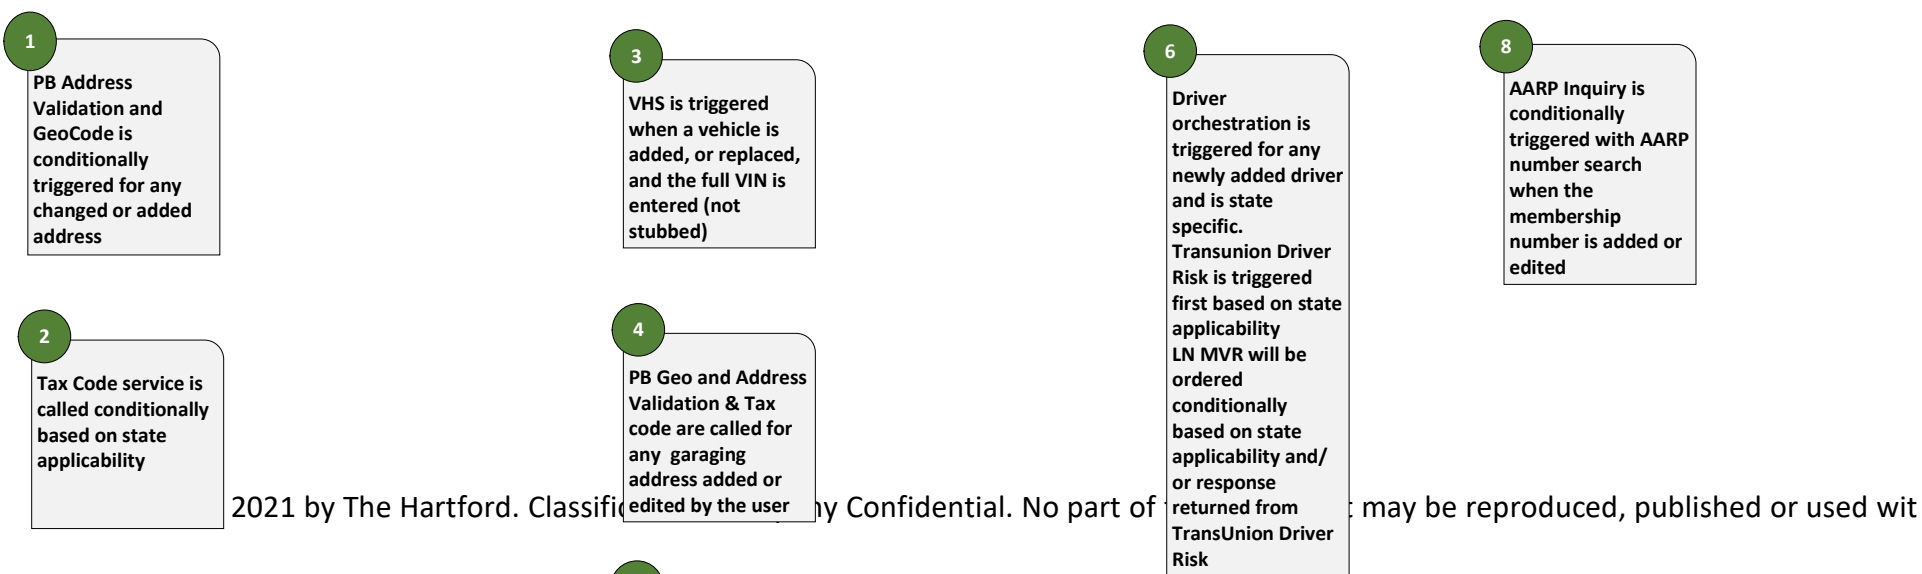 1
PB Address
Validation and
GeoCode is
conditionally
triggered for any
changed or added
address
2
Tax Code service is
called conditionally
based on state
applicability
3
VHS is triggered
when a vehicle is
added, or replaced,
and the full VIN is
entered (not
stubbed)
4
PB Geo and Address
Validation & Tax
code are called for
any garaging
address added or
edited by the user
6
Driver
orchestration is
triggered for any
newly added driver
and is state
specific.
Transunion Driver
Risk is triggered
first based on state
applicability
LN MVR will be
ordered
conditionally
based on state
applicability and/
or response
returned from
TransUnion Driver
Risk
8
AARP Inquiry is
conditionally
triggered with AARP
number search
when the
membership
number is added or
edited
2021 by The Hartford. Confidential. No part of may be reproduced, published or used